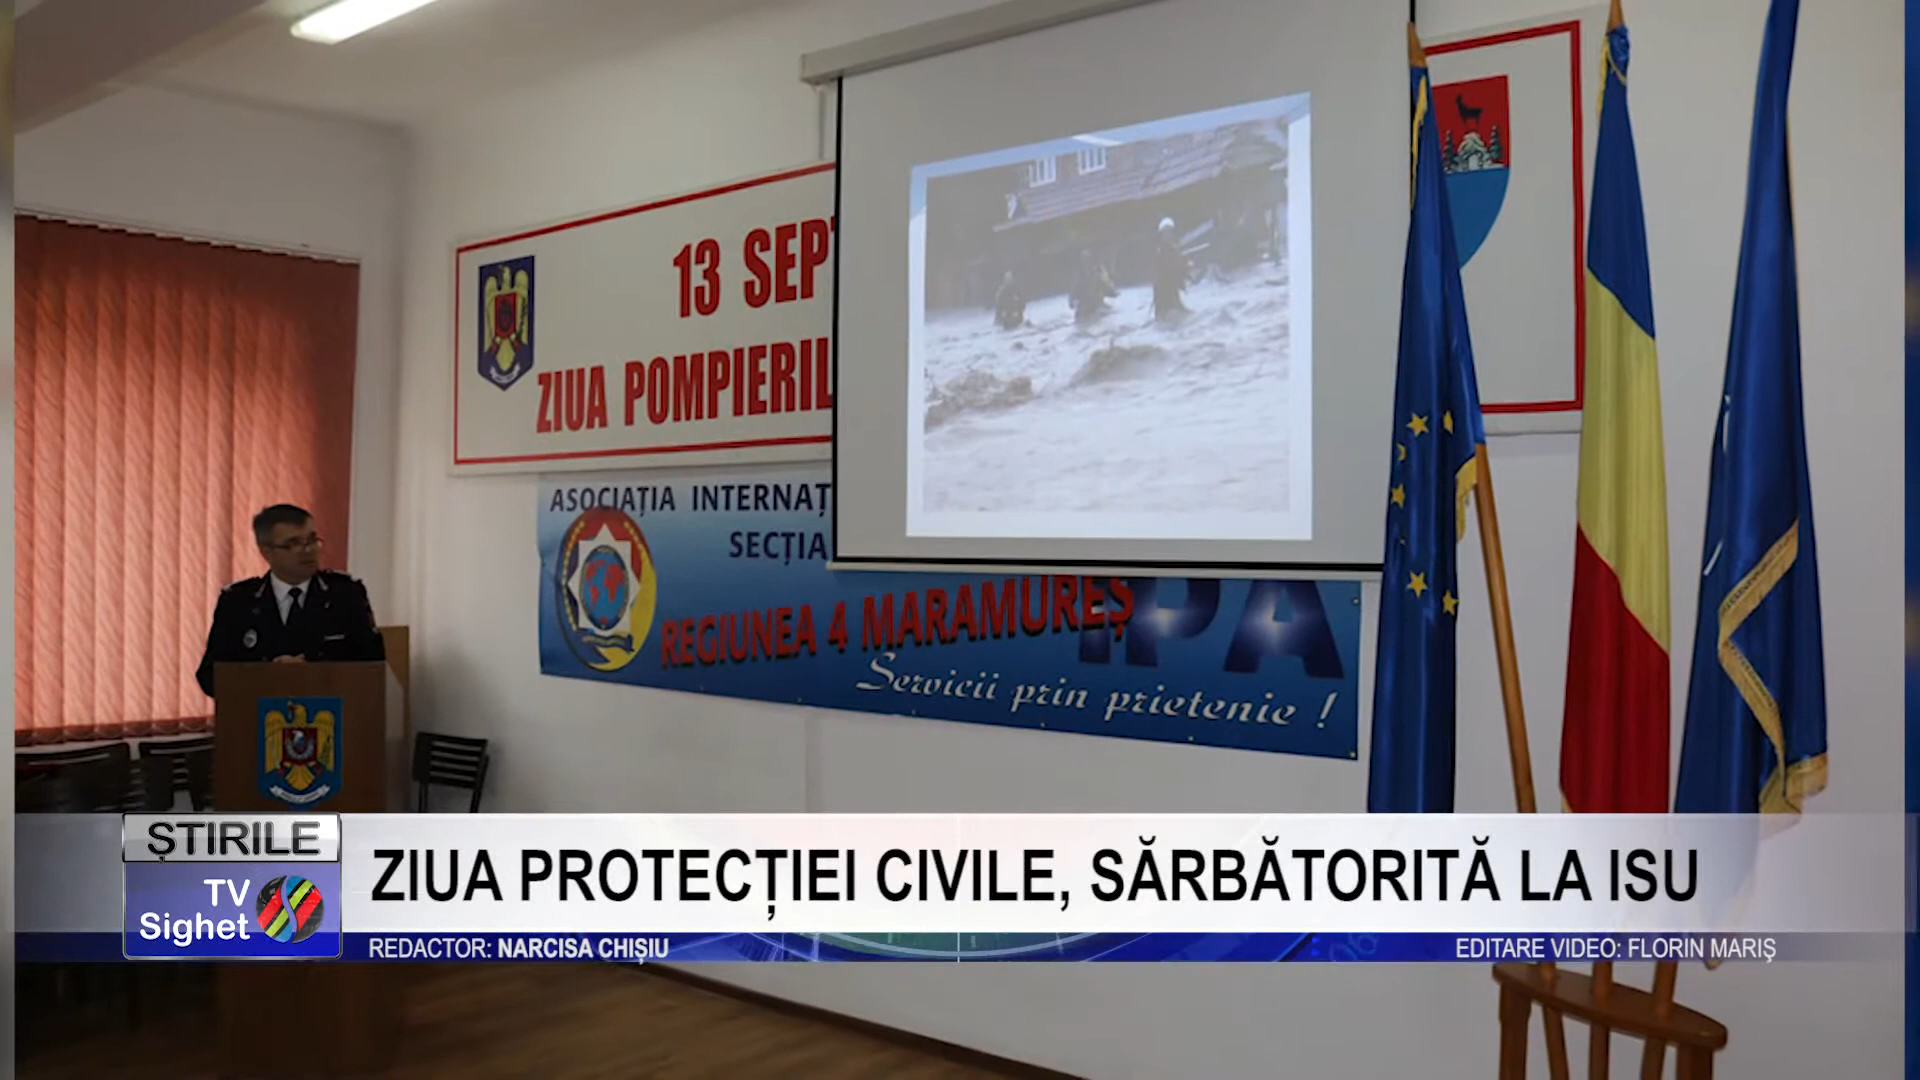 13 SEPT
ZIUA POMPIERIL
ASOCIAȚIA INTERNAȚ
SECȚIA
REGIUNEA 4 MARAMUREȘ
IPA
Servicii prin prietenie !
ȘTIRILE
TV
Sighet
ZIUA PROTECȚIEI CIVILE, SĂRBĂTORITĂ LA ISU
REDACTOR: NARCISA CHIȘIU
EDITARE VIDEO: FLORIN MARIŞ